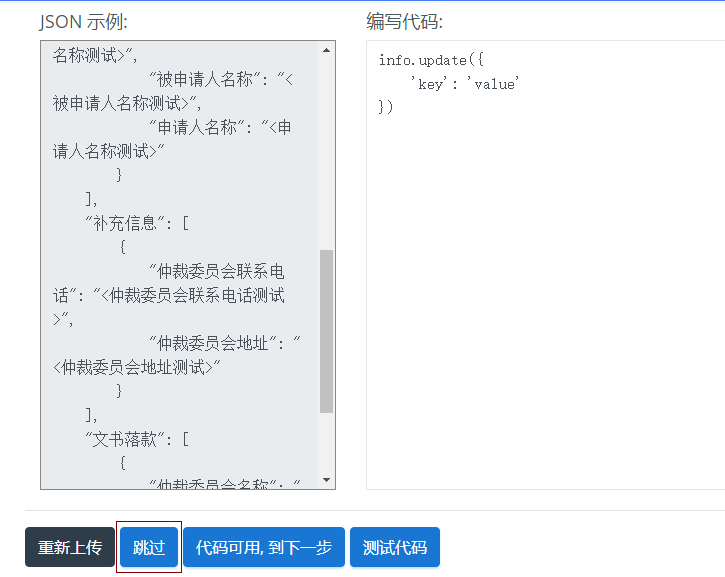 JSON 示例:
名称测试>",
"被申请人名称": "<
被申请人名称测试>",
"申请人名称": "<申
请人名称测试>"
}
],
"补充信息": [
{
"仲裁委员会联系电
话": "<仲裁委员会联系电话测试
>",
"仲裁委员会地址": "
<仲裁委员会地址测试>"
}
],
"文书落款": [
{
"仲裁委员会名称": "
编写代码:
info.update({
'key': 'value'
})
重新上传 跳过 代码可用, 到下一步 测试代码